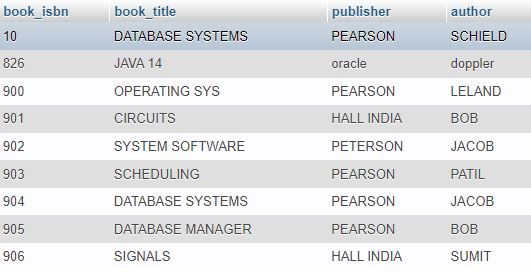 book_isbn book_title publisher author
10 DATABASE SYSTEMS PEARSON SCHIELD
826 JAVA 14 oracle doppler
900 OPERATING SYS PEARSON LELAND
901 CIRCUITS HALL INDIA BOB
902 SYSTEM SOFTWARE PETERSON JACOB
903 SCHEDULING PEARSON PATIL
904 DATABASE SYSTEMS PEARSON JACOB
905 DATABASE MANAGER PEARSON BOB
906 SIGNALS HALL INDIA SUMIT